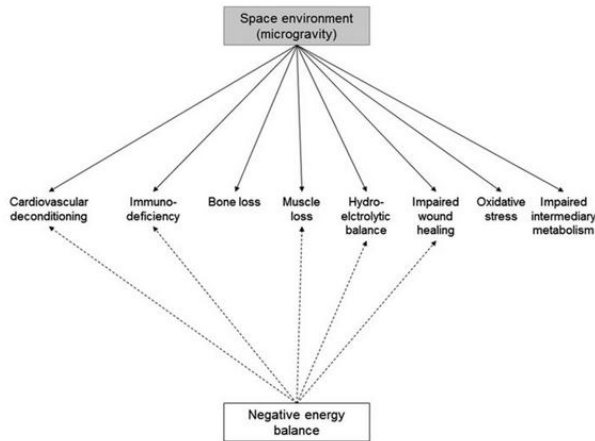 Space environment
(microgravity)
Cardiovascular
deconditioning
Immuno-
deficiency
Bone loss
Muscle
loss
Hydro-
elctrolytic
balance
Impaired
wound
healing
Oxidative
stress
Impaired
intermediary
metabolism
Negative energy
balance